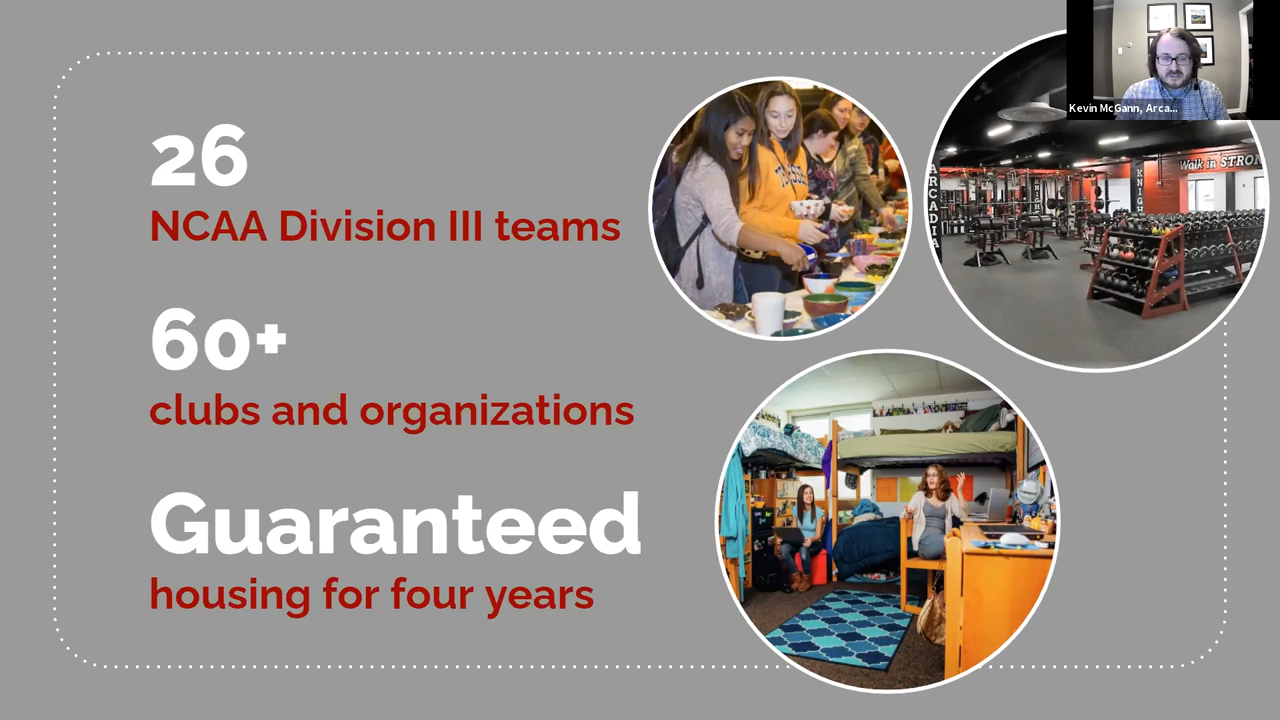 26
NCAA Division III teams
60+
clubs and organizations
Guaranteed
housing for four years
Kevin McGann, Arca...
Walk in STRON
ARCADIA
KNIGH
KNIGH